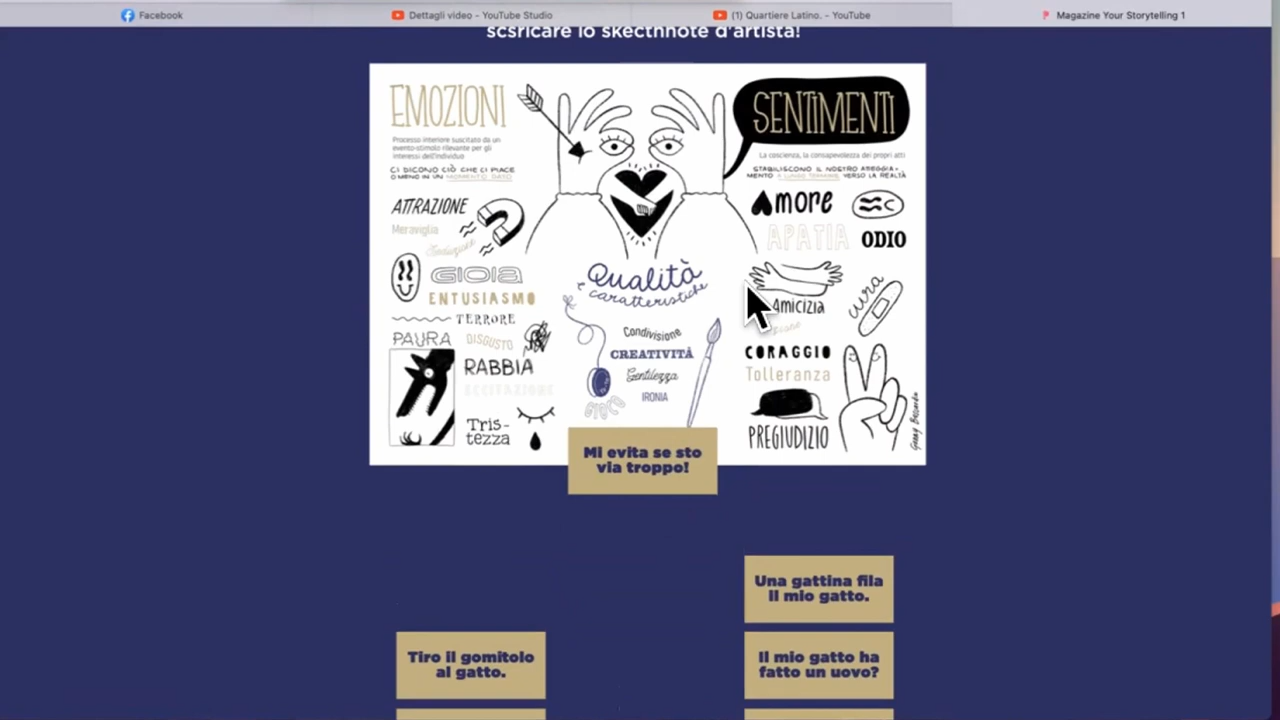 Facebook
Dettagli video - YouTube Studio
(1) Quartiere Latino. - YouTube
Magazine Your Storytelling 1
scsricare lo skecthnote d'artista!
EMOZIONI
Processo interiore suscitato da un
evento-stimolo rilevante per gli
interessi dell'individuo
CI DICONO CIÒ CHE CI PIACE
O MENO IN UN MOMENTO DATO
ATTRAZIONE
Meraviglia
GIOIA
ENTUSIASMO
TERRORE
PAURA
DISGUSTO
RABBIA
ECCITAZIONE
Tris-
tezza
Qualità
e caratteristiche
Condivisione
CREATIVITÀ
Gentilezza
IRONIA
GIOCO
SENTIMENTI
La coscienza, la consapevolezza dei propri atti
STABILISCONO IL NOSTRO ATTEGGIA-
MENTO A LUNGO TERMINE VERSO LA REALTÀ
Amore
APATIA
ODIO
Amicizia
cura
CORAGGIO
Tolleranza
PREGIUDIZIO
Mi evita se sto
via troppo!
Una gattina fila
il mio gatto.
Tiro il gomitolo
al gatto.
Il mio gatto ha
fatto un uovo?